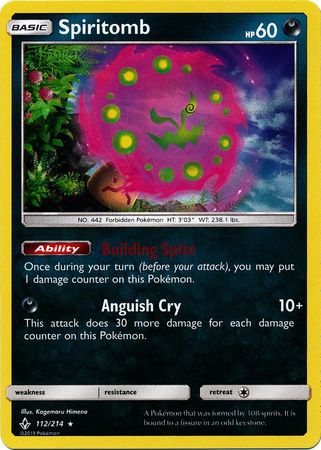 BASIC Spiritomb HP60
NO. 442 Forbidden Pokémon HT: 3'03" WT: 238.1 lbs.
Ability Building Spite
Once during your turn (before your attack), you may put
1 damage counter on this Pokémon.
Anguish Cry 10+
This attack does 30 more damage for each damage
counter on this Pokémon.
weakness resistance retreat
Illus. Kagemaru Himeno
112/214
©2019 Pokémon
A Pokémon that was formed by 108 spirits. It is
bound to a fissure in an odd keystone.